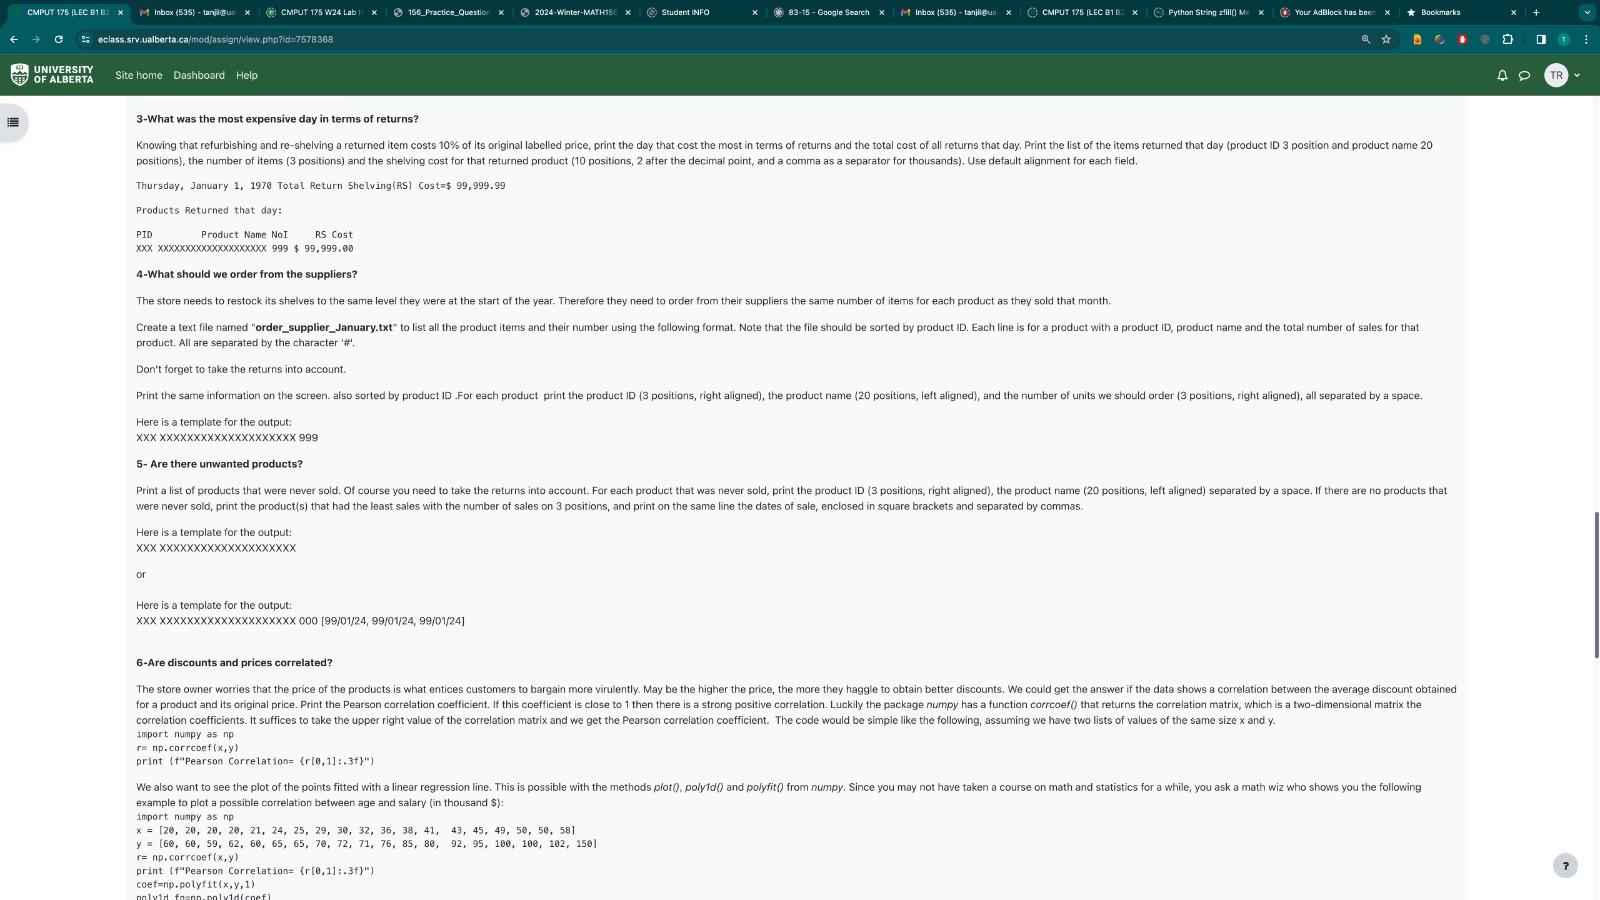 CMPUT 175 (LEC B1 B2
Inbox (535) - tanjil@ual
CMPUT 175 W24 Lab H
156_Practice_Question
2024-Winter-MATH156
Student INFO
83-15 - Google Search
Inbox (535) - tanjil@ual
CMPUT 175 (LEC B1 B2
Python String zfill() Me
Your AdBlock has been
Bookmarks
eclass.srv.ualberta.ca/mod/assign/view.php?id=7578368
UNIVERSITY
OF ALBERTA
Site home Dashboard Help
TR
3-What was the most expensive day in terms of returns?
Knowing that refurbishing and re-shelving a returned item costs 10% of its original labelled price, print the day that cost the most in terms of returns and the total cost of all returns that day. Print the list of the items returned that day (product ID 3 position and product name 20
positions), the number of items (3 positions) and the shelving cost for that returned product (10 positions, 2 after the decimal point, and a comma as a separator for thousands). Use default alignment for each field.
Thursday, January 1, 1970 Total Return Shelving(RS) Cost=$ 99,999.99
Products Returned that day:
PID Product Name NoI RS Cost
XXX XXXXXXXXXXXXXXXXXXXX 999 $ 99,999.00
4-What should we order from the suppliers?
The store needs to restock its shelves to the same level they were at the start of the year. Therefore they need to order from their suppliers the same number of items for each product as they sold that month.
Create a text file named "order_supplier_January.txt" to list all the product items and their number using the following format. Note that the file should be sorted by product ID. Each line is for a product with a product ID, product name and the total number of sales for that
product. All are separated by the character '#'.
Don't forget to take the returns into account.
Print the same information on the screen. also sorted by product ID .For each product print the product ID (3 positions, right aligned), the product name (20 positions, left aligned), and the number of units we should order (3 positions, right aligned), all separated by a space.
Here is a template for the output:
XXX XXXXXXXXXXXXXXXXXXXX 999
5- Are there unwanted products?
Print a list of products that were never sold. Of course you need to take the returns into account. For each product that was never sold, print the product ID (3 positions, right aligned), the product name (20 positions, left aligned) separated by a space. If there are no products that
were never sold, print the product(s) that had the least sales with the number of sales on 3 positions, and print on the same line the dates of sale, enclosed in square brackets and separated by commas.
Here is a template for the output:
XXX XXXXXXXXXXXXXXXXXXXX
or
Here is a template for the output:
XXX XXXXXXXXXXXXXXXXXXXX 000 [99/01/24, 99/01/24, 99/01/24]
6-Are discounts and prices correlated?
The store owner worries that the price of the products is what entices customers to bargain more virulently. May be the higher the price, the more they haggle to obtain better discounts. We could get the answer if the data shows a correlation between the average discount obtained
for a product and its original price. Print the Pearson correlation coefficient. If this coefficient is close to 1 then there is a strong positive correlation. Luckily the package numpy has a function corrcoef() that returns the correlation matrix, which is a two-dimensional matrix the
correlation coefficients. It suffices to take the upper right value of the correlation matrix and we get the Pearson correlation coefficient. The code would be simple like the following, assuming we have two lists of values of the same size x and y.
import numpy as np
r= np.corrcoef(x,y)
print (f"Pearson Correlation= {r[0,1]:.3f}")
We also want to see the plot of the points fitted with a linear regression line. This is possible with the methods plot(), poly1d() and polyfit() from numpy. Since you may not have taken a course on math and statistics for a while, you ask a math wiz who shows you the following
example to plot a possible correlation between age and salary (in thousand $):
import numpy as np
x = [20, 20, 20, 20, 21, 24, 25, 29, 30, 32, 36, 38, 41, 43, 45, 49, 50, 50, 58]
y = [60, 60, 59, 62, 60, 65, 65, 70, 72, 71, 76, 85, 80, 92, 95, 100, 100, 102, 150]
r= np.corrcoef(x,y)
print (f"Pearson Correlation= {r[0,1]:.3f}")
coef=np.polyfit(x,y,1)
poly1d_fn=np.poly1d(coef)
?